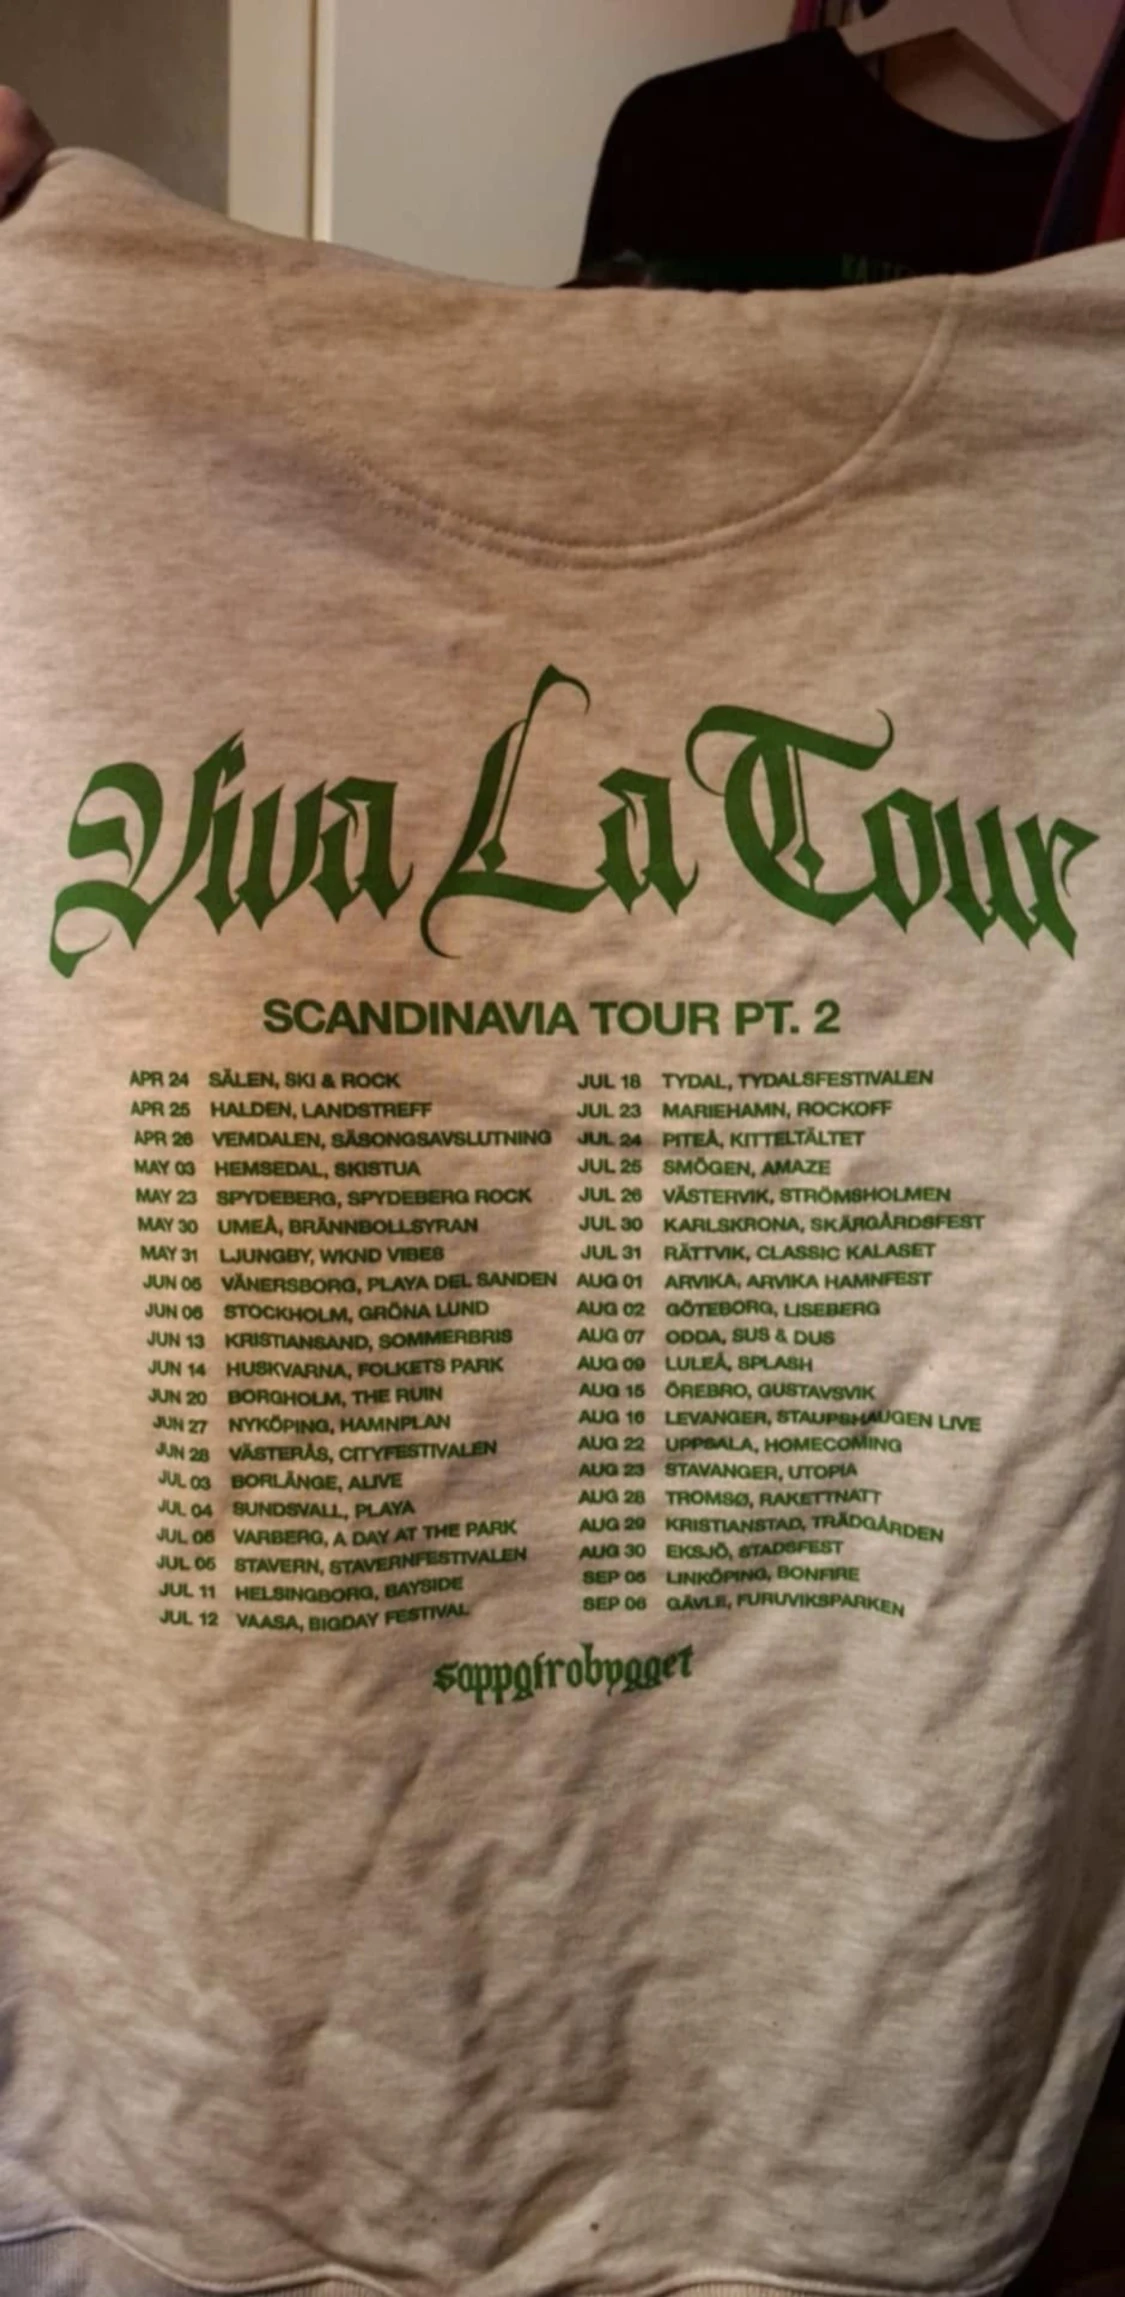 Viva La Tour
SCANDINAVIA TOUR PT. 2
APR 24 SÄLEN, SKI & ROCK
APR 25 HALDEN, LANDSTREFF
APR 26 VEMDALEN, SÄSONGSAVSLUTNING
MAY 03 HEMSEDAL, SKISTUA
MAY 23 SPYDEBERG, SPYDEBERG ROCK
MAY 30 UMEÅ, BRÄNNBOLLSYRAN
MAY 31 LJUNGBY, WKND VIBES
JUN 05 VÄNERSBORG, PLAYA DEL SANDEN
JUN 06 STOCKHOLM, GRÖNA LUND
JUN 13 KRISTIANSAND, SOMMERBRIS
JUN 14 HUSKVARNA, FOLKETS PARK
JUN 20 BORGHOLM, THE RUIN
JUN 27 NYKÖPING, HAMNPLAN
JUN 28 VÄSTERÅS, CITYFESTIVALEN
JUL 03 BORLÄNGE, ALIVE
JUL 04 SUNDSVALL, PLAYA
JUL 05 VARBERG, A DAY AT THE PARK
JUL 05 STAVERN, STAVERNFESTIVALEN
JUL 11 HELSINGBORG, BAYSIDE
JUL 12 VAASA, BIGDAY FESTIVAL
JUL 18 TYDAL, TYDALSFESTIVALEN
JUL 23 MARIEHAMN, ROCKOFF
JUL 24 PITEÅ, KITTELTÄLTET
JUL 25 SMÖGEN, AMAZE
JUL 26 VÄSTERVIK, STRÖMSHOLMEN
JUL 30 KARLSKRONA, SKÄRGÅRDSFEST
JUL 31 RÄTTVIK, CLASSIC KALASET
AUG 01 ARVIKA, ARVIKA HAMNFEST
AUG 02 GÖTEBORG, LISEBERG
AUG 07 ODDA, SUS & DUS
AUG 09 LULEÅ, SPLASH
AUG 15 ÖREBRO, GUSTAVSVIK
AUG 16 LEVANGER, STAUPSHAUGEN LIVE
AUG 22 UPPSALA, HOMECOMING
AUG 23 STAVANGER, UTOPIA
AUG 28 TROMSØ, RAKETTNATT
AUG 29 KRISTIANSTAD, TRÄDGÅRDEN
AUG 30 EKSJÖ, STADSFEST
SEP 05 LINKÖPING, BONFIRE
SEP 06 GÄVLE, FURUVIKSPARKEN